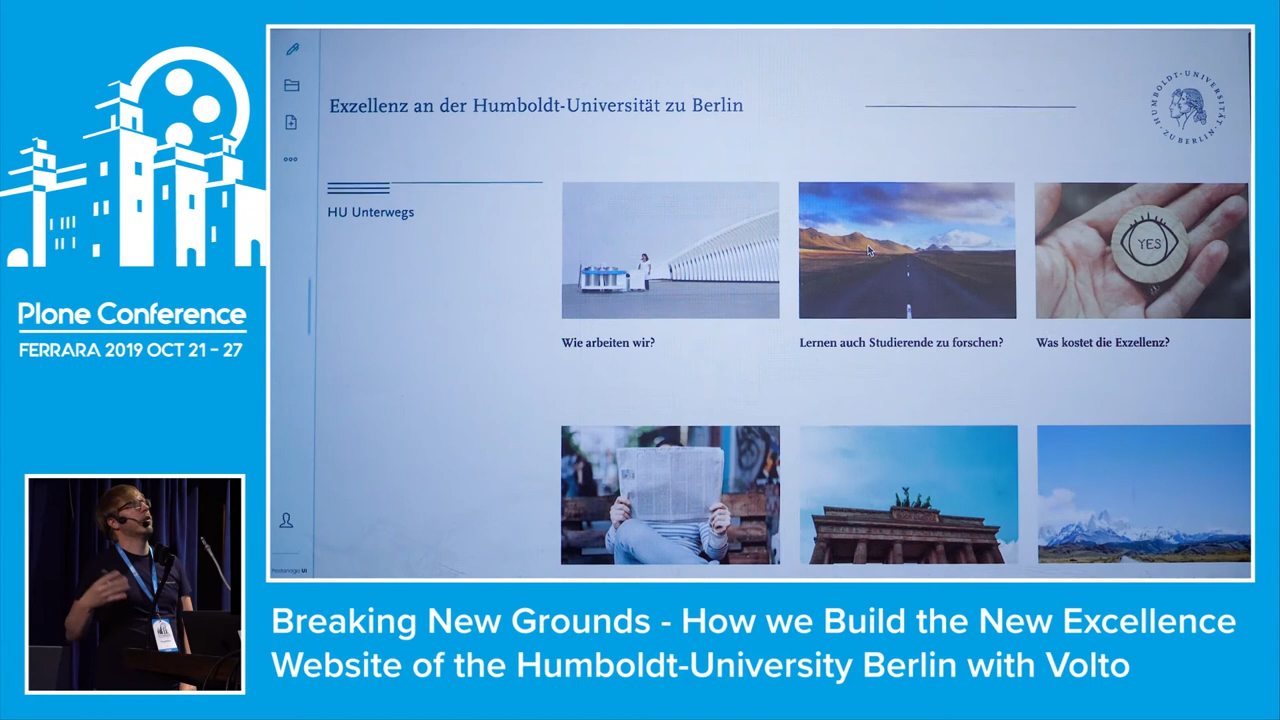 Exzellenz an der Humboldt-Universität zu Berlin
HUMBOLDT-UNIVERSITÄT · ZU BERLIN ·
HU Unterwegs
YES
Wie arbeiten wir?
Lernen auch Studierende zu forschen?
Was kostet die Exzellenz?
Plone Conference
FERRARA 2019 OCT 21 - 27
Breaking New Grounds - How we Build the New Excellence
Website of the Humboldt-University Berlin with Volto